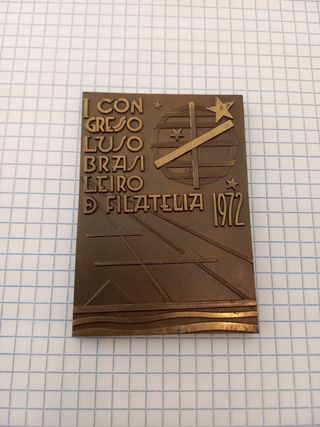 I CON
GRESO
LUSO
BRASI
LEIRO
D FILATELIA 1972